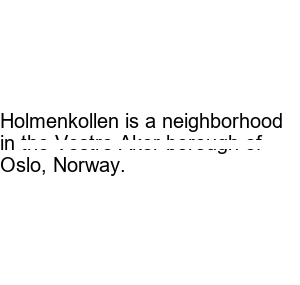 Holmenkollen is a neighborhood
in the Vestre Aker borough of
Oslo, Norway.